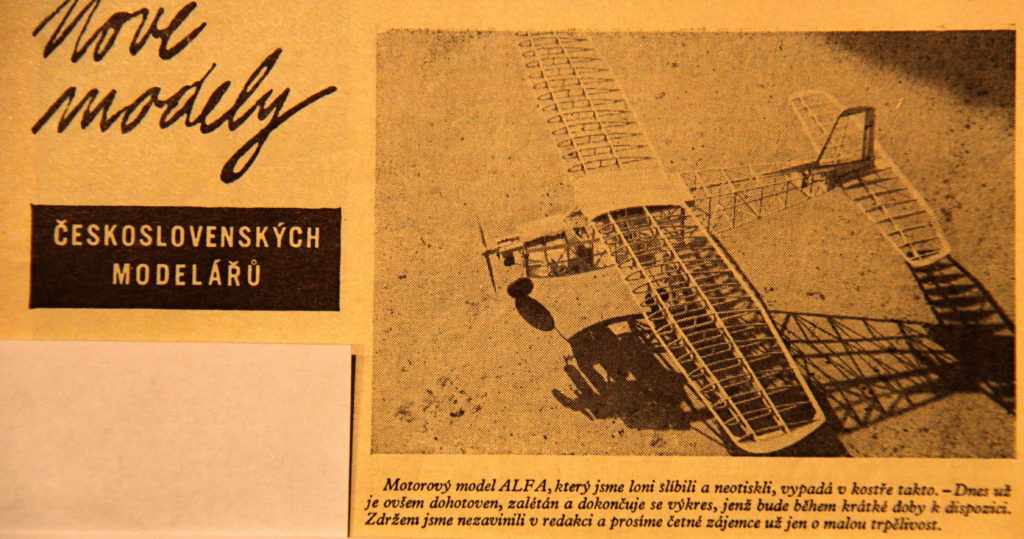 Nové
modely
ČESKOSLOVENSKÝCH
MODELÁŘŮ
Motorový model ALFA, který jsme loni slíbili a neotiskli, vypadá v kostře takto. – Dnes už
je ovšem dohotoven, zalétán a dokončuje se výkres, jenž bude během krátké doby k disposici.
Zdržení jsme nezavinili v redakci a prosíme četné zájemce už jen o malou trpělivost.